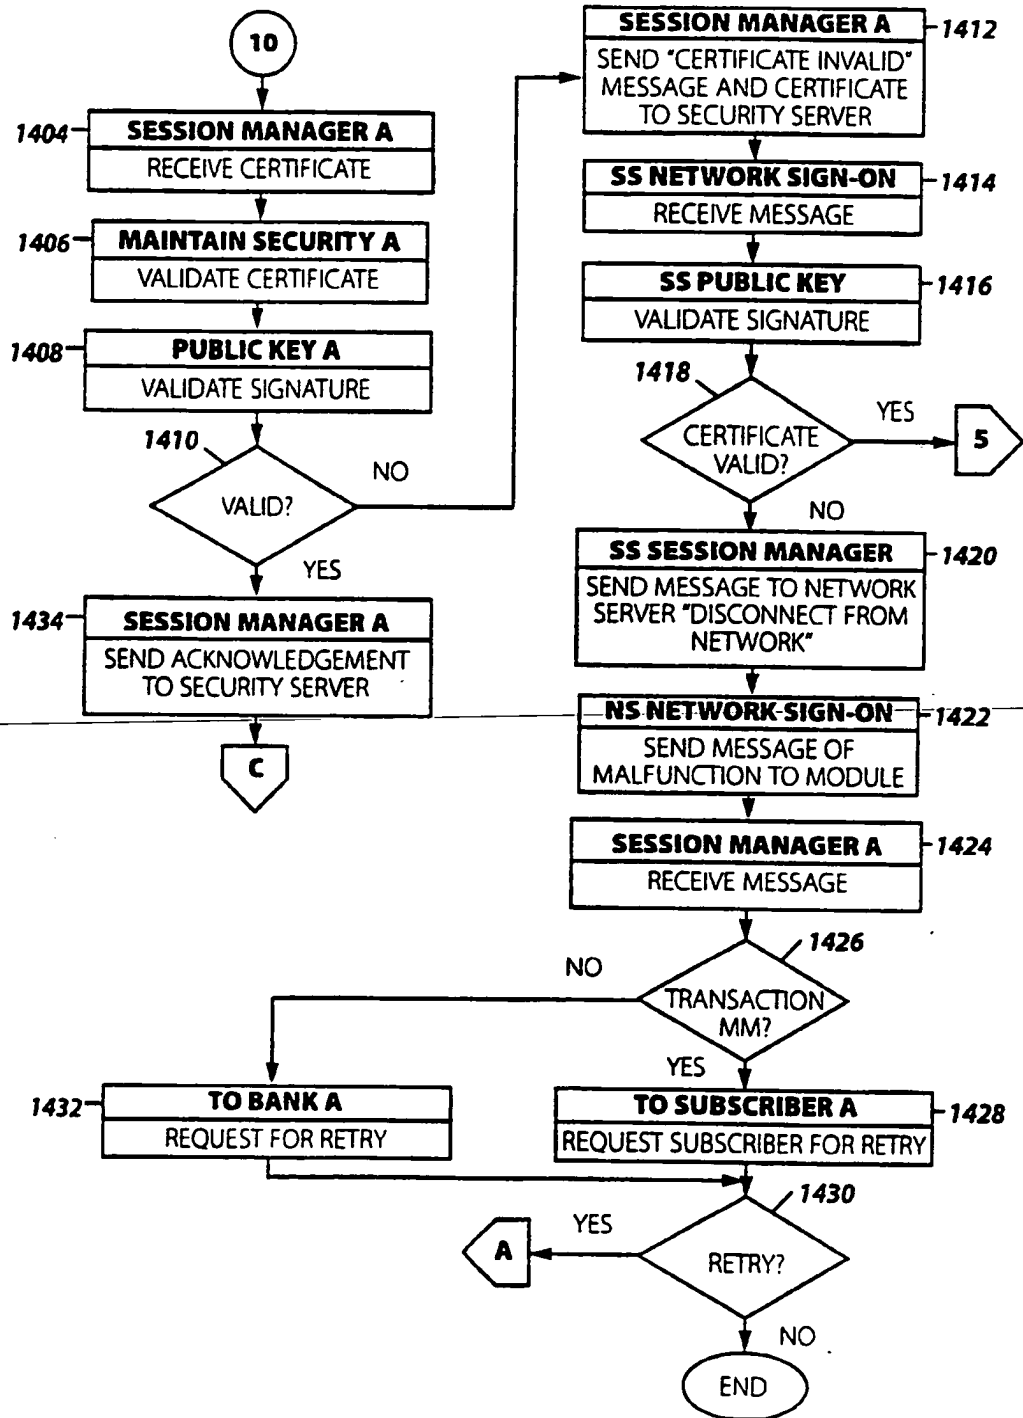 10
1404
SESSION MANAGER A
RECEIVE CERTIFICATE
1406
MAINTAIN SECURITY A
VALIDATE CERTIFICATE
1408
PUBLIC KEY A
VALIDATE SIGNATURE
1410
VALID?
NO
YES
1434
SESSION MANAGER A
SEND ACKNOWLEDGEMENT
TO SECURITY SERVER
C
SESSION MANAGER A
1412
SEND "CERTIFICATE INVALID"
MESSAGE AND CERTIFICATE
TO SECURITY SERVER
SS NETWORK SIGN-ON
1414
RECEIVE MESSAGE
SS PUBLIC KEY
1416
VALIDATE SIGNATURE
1418
CERTIFICATE
VALID?
YES
5
NO
SS SESSION MANAGER
1420
SEND MESSAGE TO NETWORK
SERVER "DISCONNECT FROM
NETWORK"
NS NETWORK SIGN-ON
1422
SEND MESSAGE OF
MALFUNCTION TO MODULE
SESSION MANAGER A
1424
RECEIVE MESSAGE
1426
TRANSACTION
MM?
NO
YES
1432
TO BANK A
REQUEST FOR RETRY
TO SUBSCRIBER A
1428
REQUEST SUBSCRIBER FOR RETRY
1430
RETRY?
YES
A
NO
END